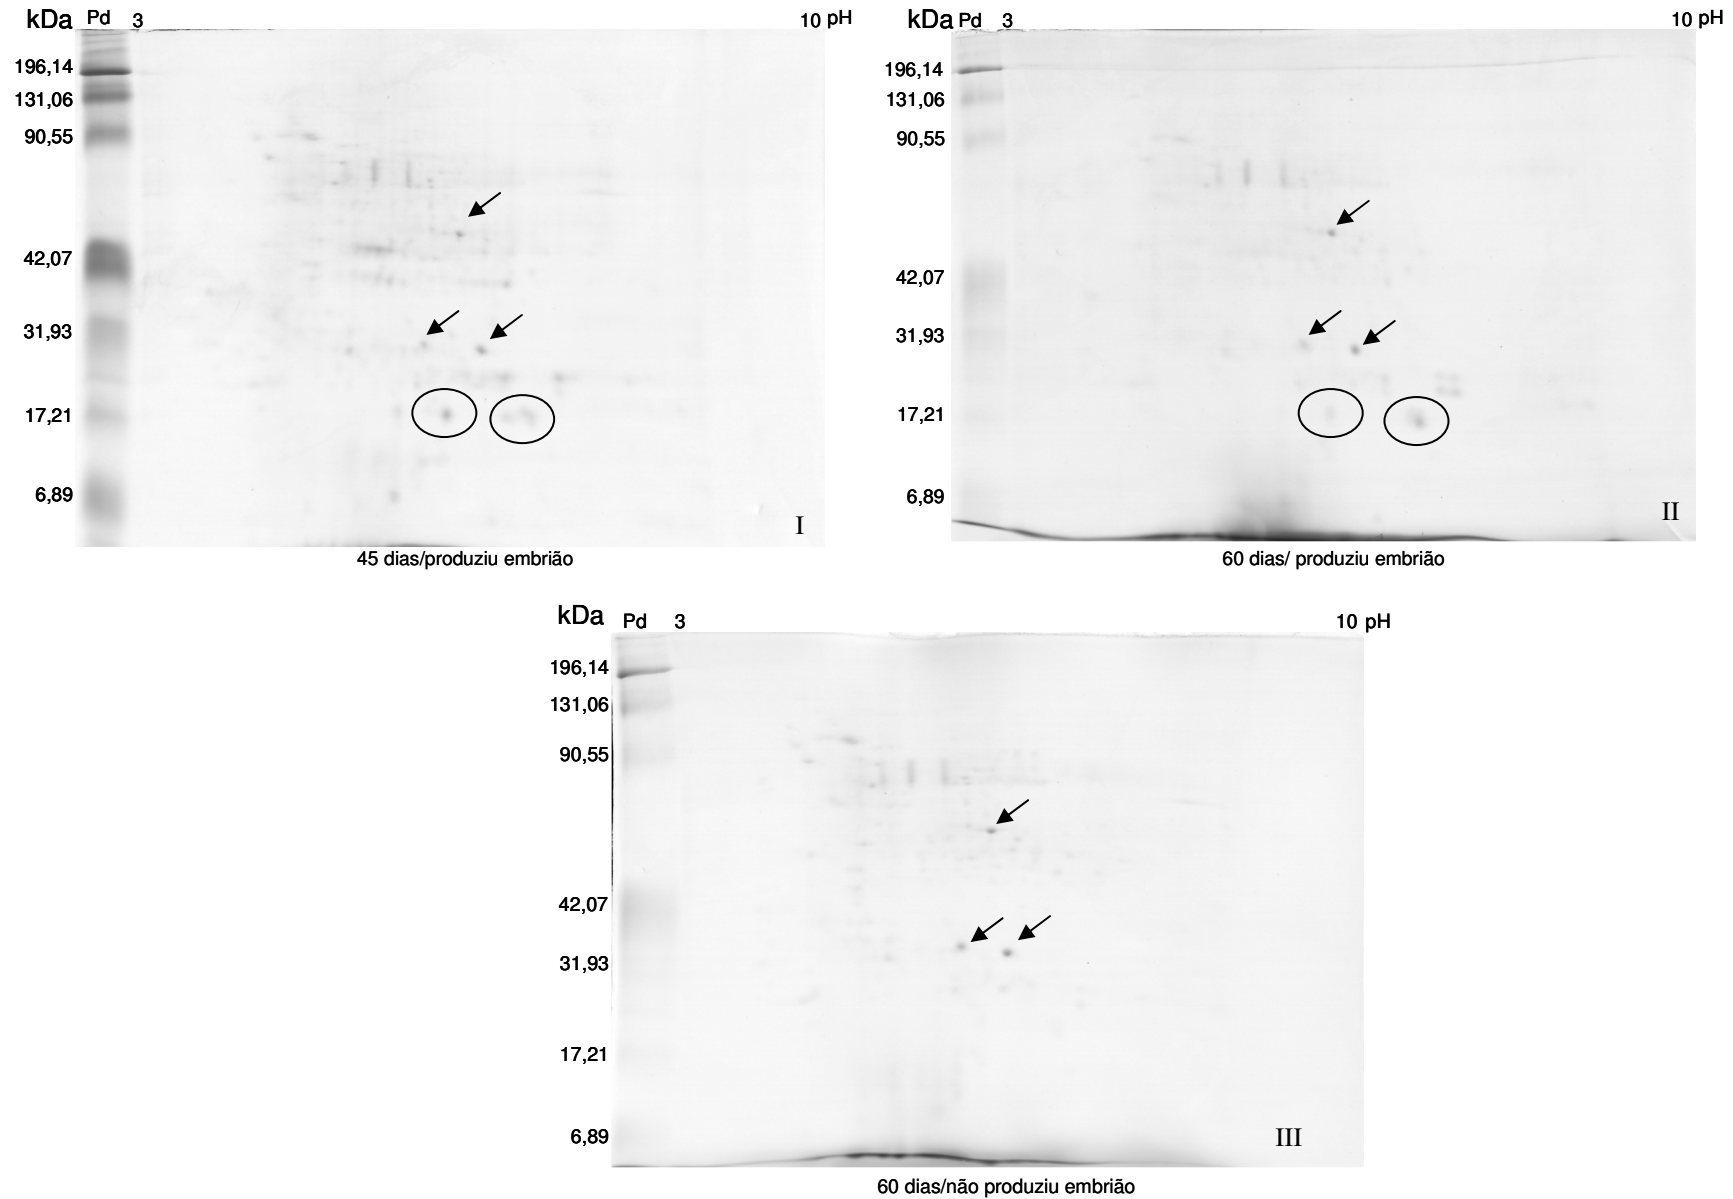 kDa Pd 3 10 pH
196,14
131,06
90,55
42,07
31,93
17,21
6,89
I
45 dias/produziu embrião
kDa Pd 3 10 pH
196,14
131,06
90,55
42,07
31,93
17,21
6,89
II
60 dias/ produziu embrião
kDa Pd 3 10 pH
196,14
131,06
90,55
42,07
31,93
17,21
6,89
III
60 dias/não produziu embrião